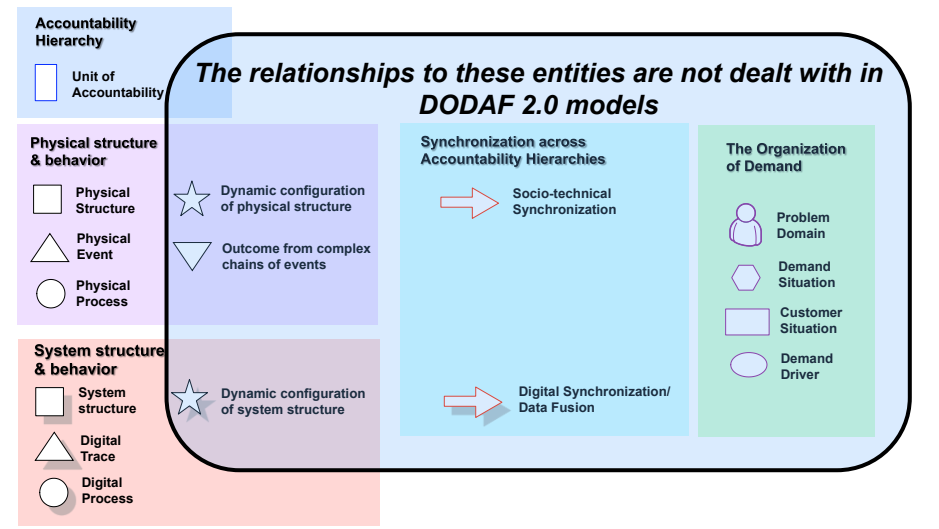 Accountability
Hierarchy
Unit of
Accountability
The relationships to these entities are not dealt with in
DODAF 2.0 models
Physical structure
& behavior
Physical
Structure
Physical
Event
Physical
Process
Dynamic configuration
of physical structure
Outcome from complex
chains of events
Synchronization across
Accountability Hierarchies
Socio-technical
Synchronization
Digital Synchronization/
Data Fusion
The Organization
of Demand
Problem
Domain
Demand
Situation
Customer
Situation
Demand
Driver
System structure
& behavior
System
structure
Digital
Trace
Digital
Process
Dynamic configuration
of system structure